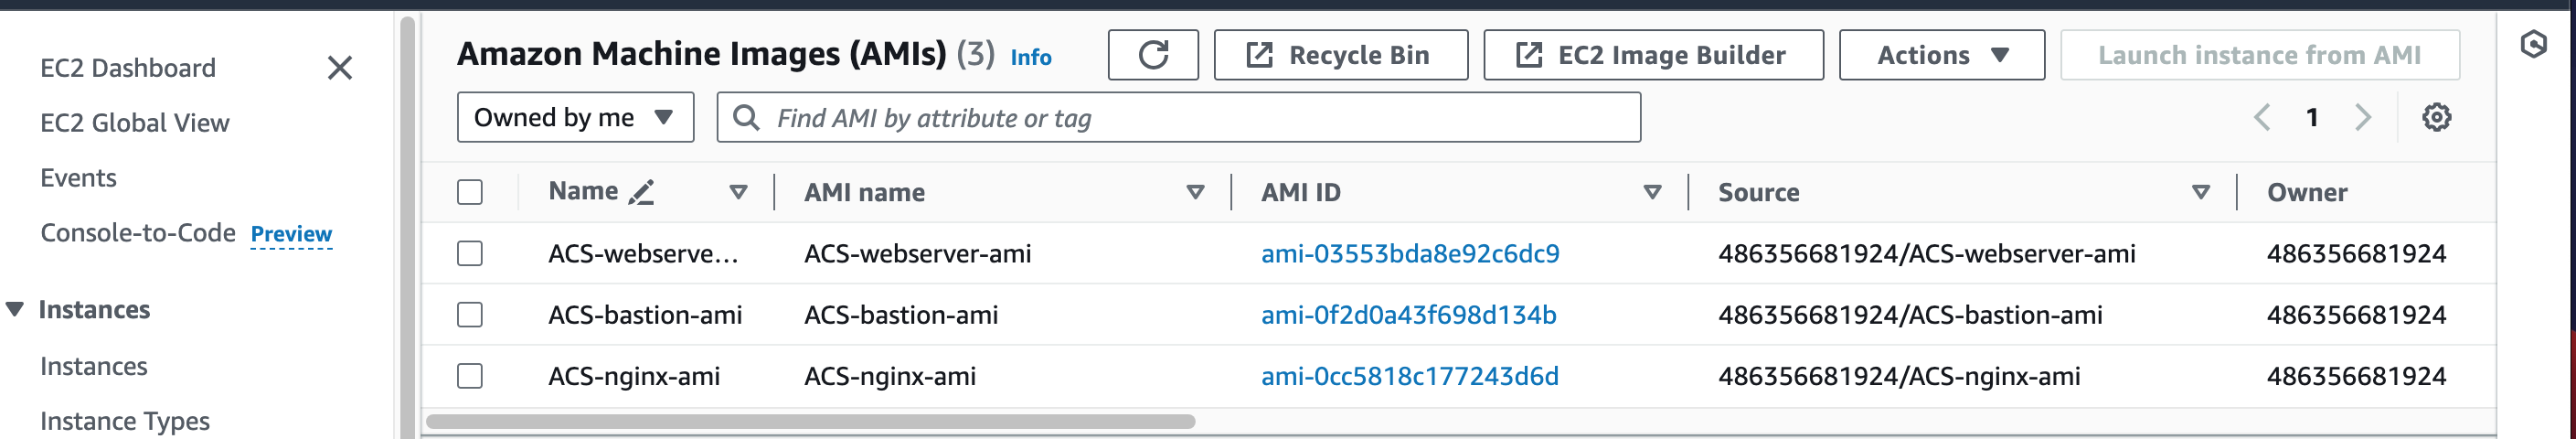 EC2 Dashboard
EC2 Global View
Events
Console-to-Code Preview
Instances
Instances
Instance Types
Amazon Machine Images (AMIs) (3) Info
Recycle Bin
EC2 Image Builder
Actions
Launch instance from AMI
Owned by me
Find AMI by attribute or tag
1
Name AMI name AMI ID Source Owner
ACS-webserve... ACS-webserver-ami ami-03553bda8e92c6dc9 486356681924/ACS-webserver-ami 486356681924
ACS-bastion-ami ACS-bastion-ami ami-0f2d0a43f698d134b 486356681924/ACS-bastion-ami 486356681924
ACS-nginx-ami ACS-nginx-ami ami-0cc5818c177243d6d 486356681924/ACS-nginx-ami 486356681924